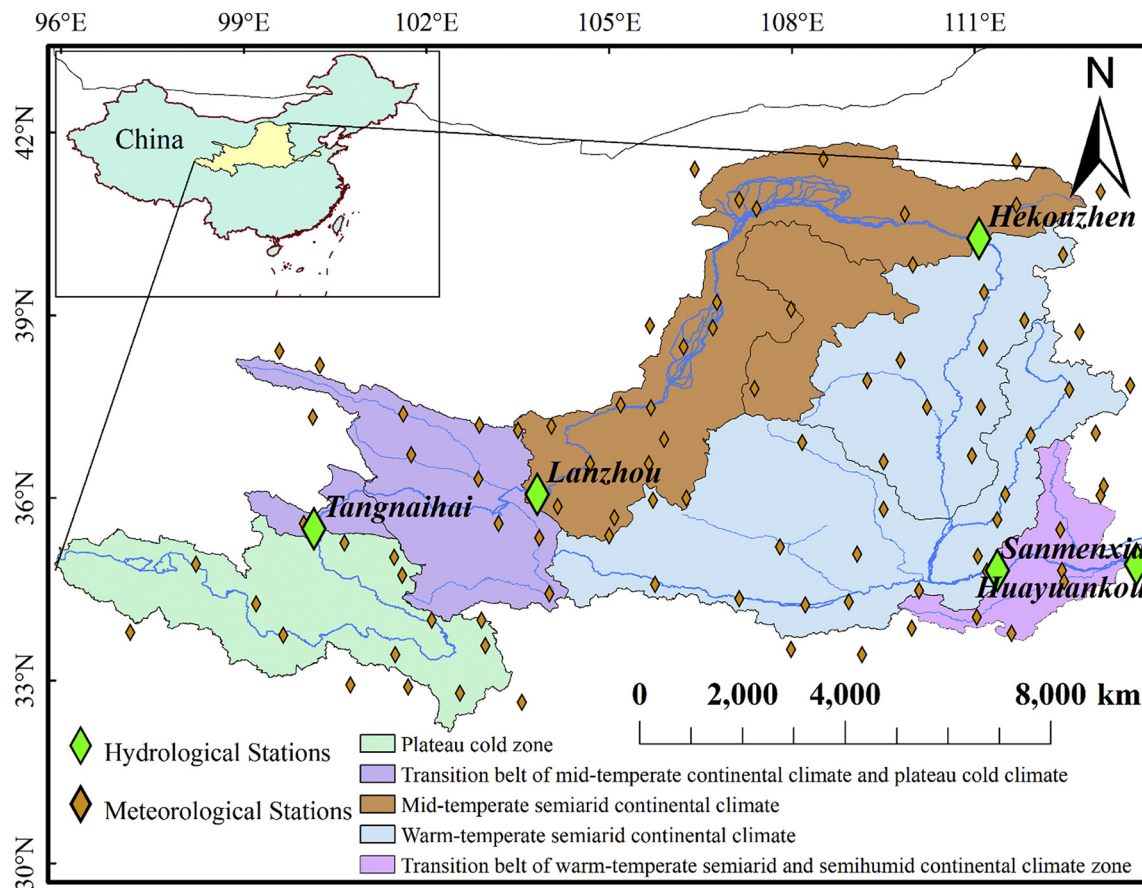 96°E 99°E 102°E 105°E 108°E 111°E
42°N
39°N
36°N
33°N
30°N
China
N
Hekouzhen
Lanzhou
Tangnaihai
Sanmenxia
Huayuankou
0 2,000 4,000 8,000 km
Hydrological Stations
Meteorological Stations
Plateau cold zone
Transition belt of mid-temperate continental climate and plateau cold climate
Mid-temperate semiarid continental climate
Warm-temperate semiarid continental climate
Transition belt of warm-temperate semiarid and semihumid continental climate zone